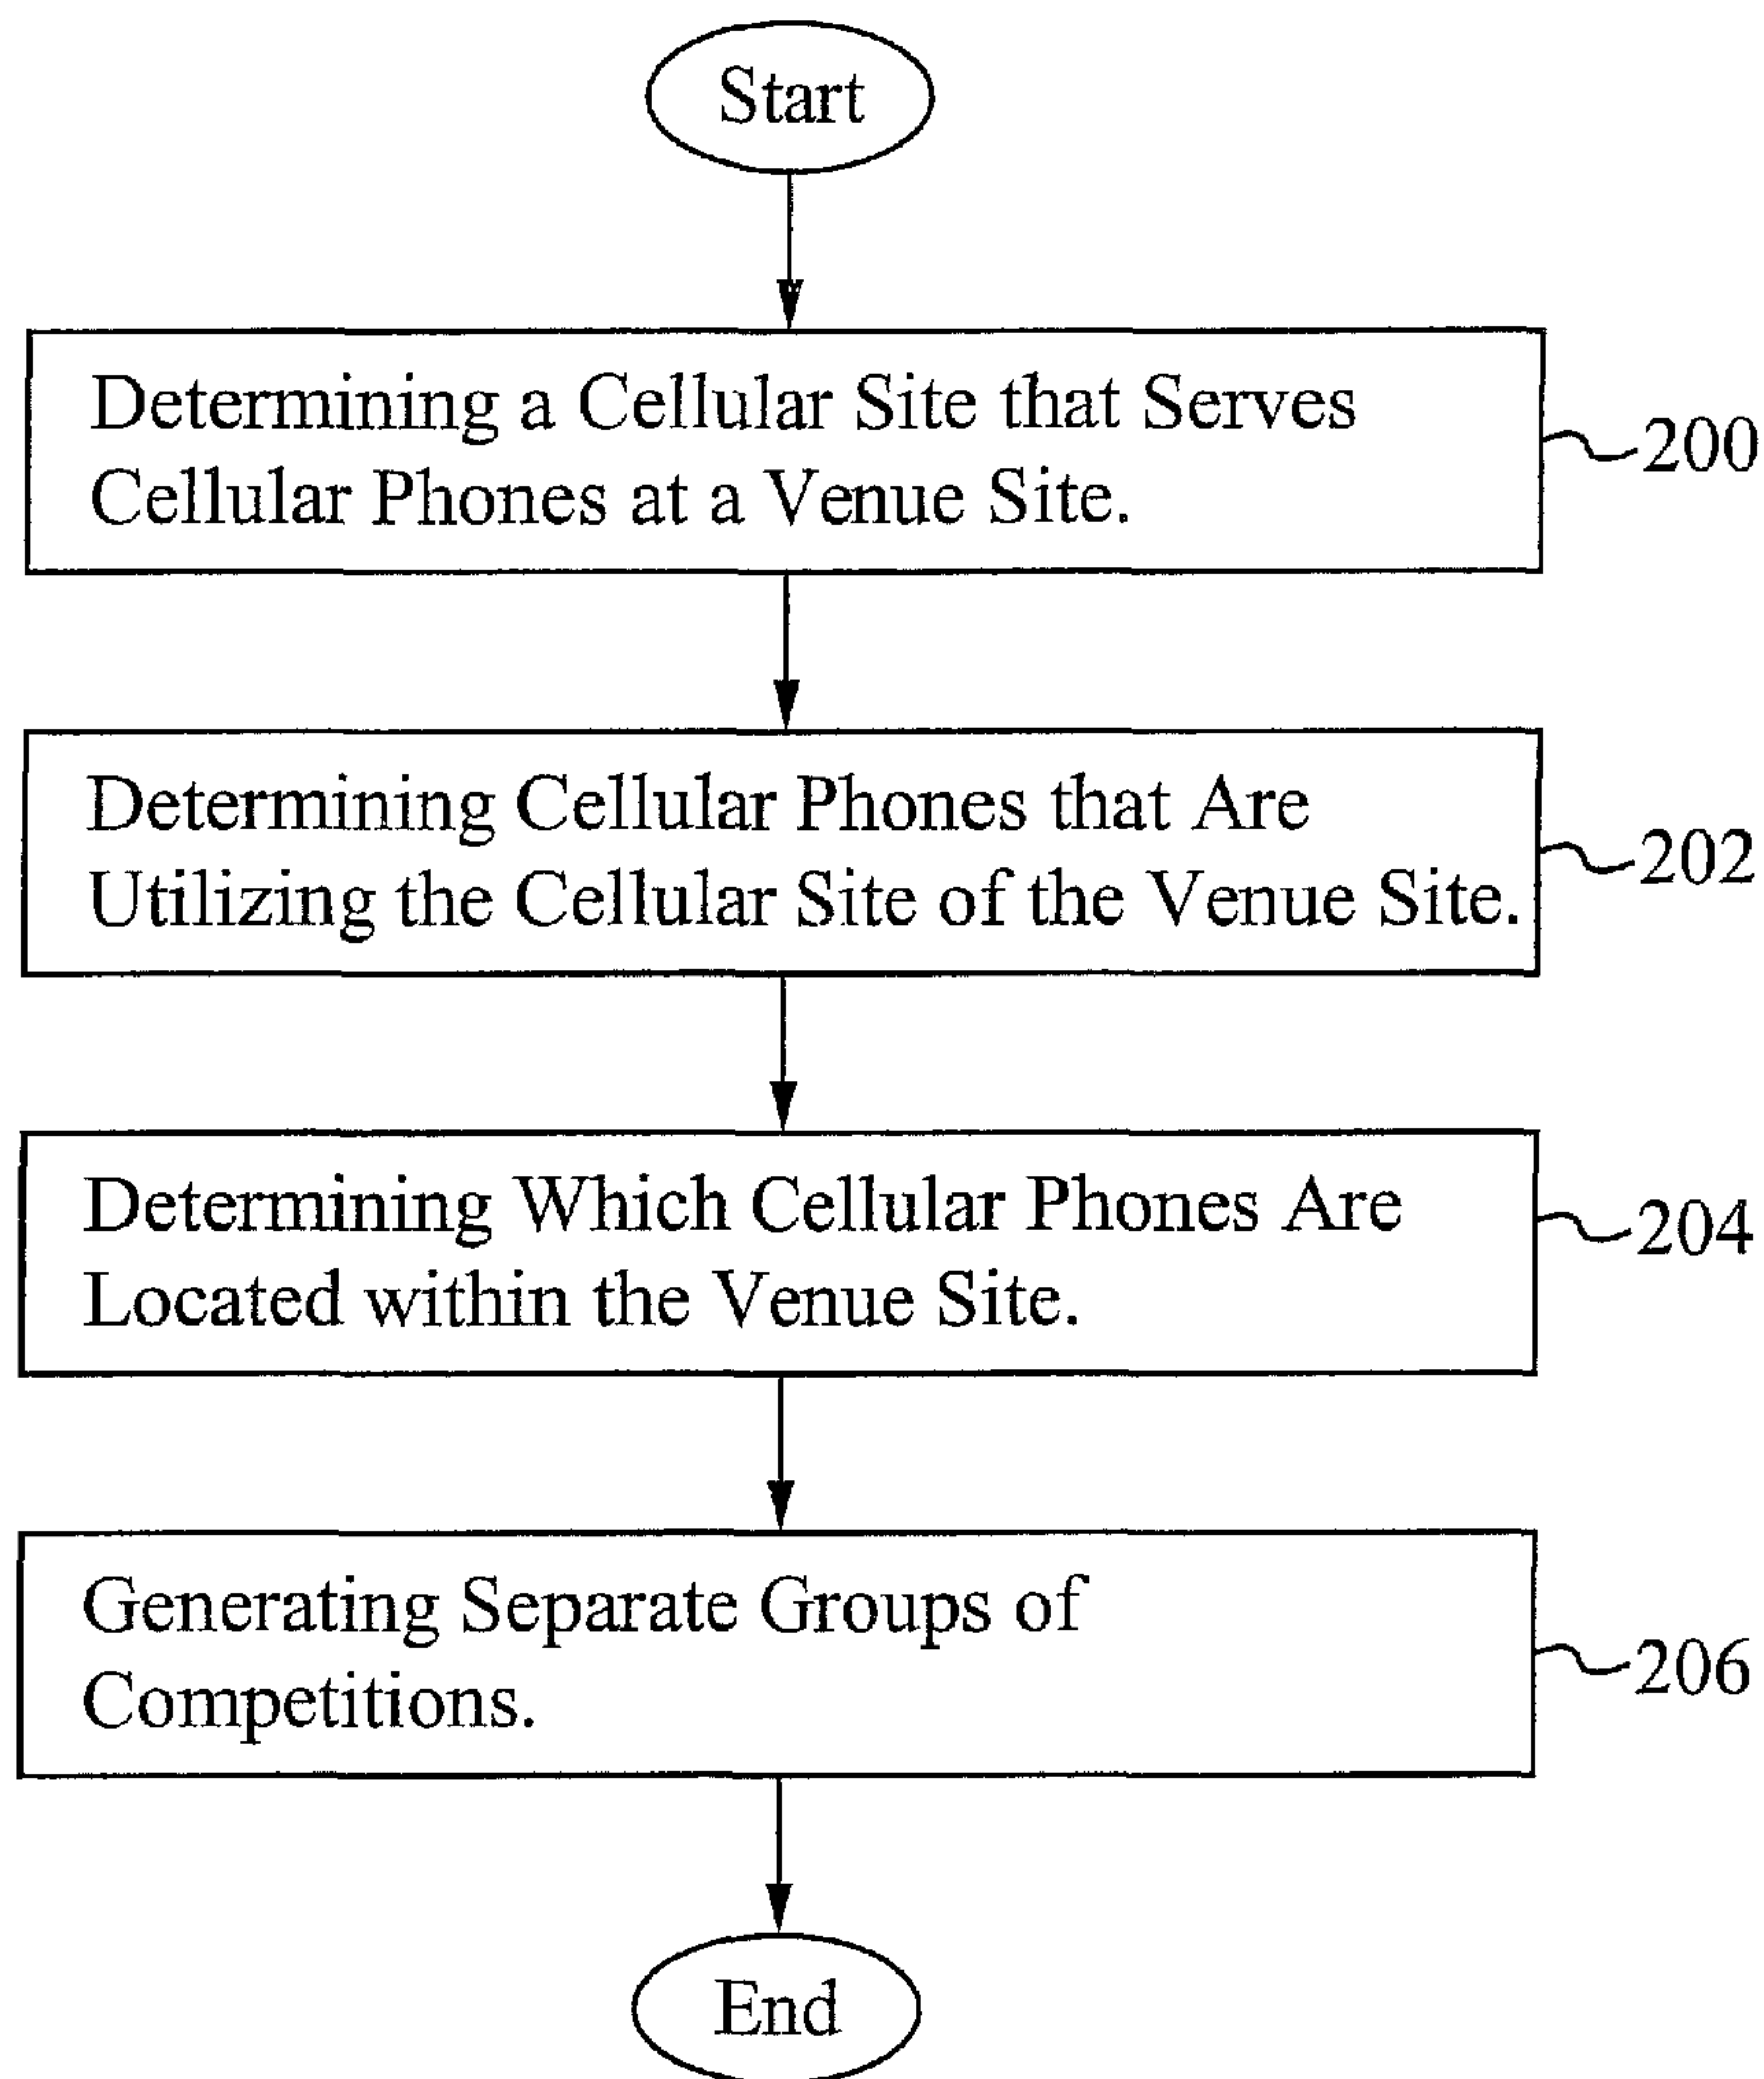 Start
Determining a Cellular Site that Serves
Cellular Phones at a Venue Site.
200
Determining Cellular Phones that Are
Utilizing the Cellular Site of the Venue Site.
202
Determining Which Cellular Phones Are
Located within the Venue Site.
204
Generating Separate Groups of
Competitions.
206
End